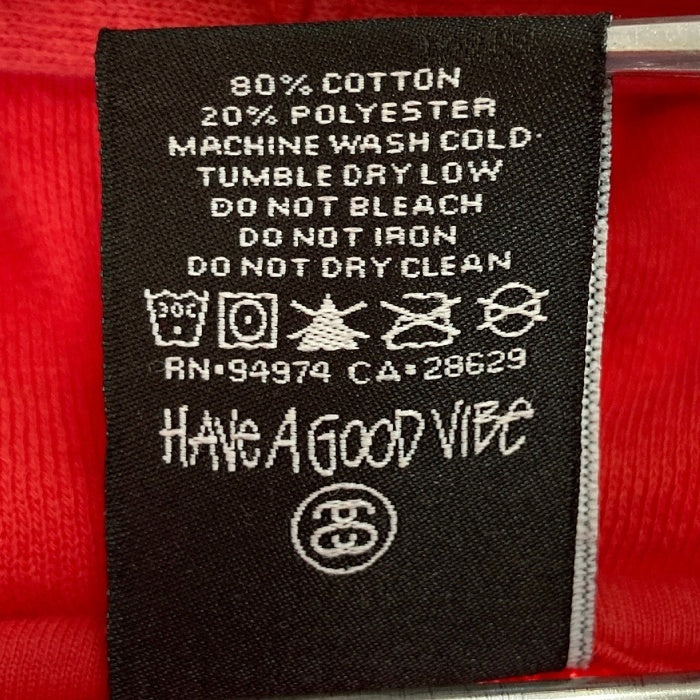 80% COTTON
20% POLYESTER
MACHINE WASH COLD
TUMBLE DRY LOW
DO NOT BLEACH
DO NOT IRON
DO NOT DRY CLEAN
30C
RN•94974 CA•28629
HAVE A GOOD VIBE